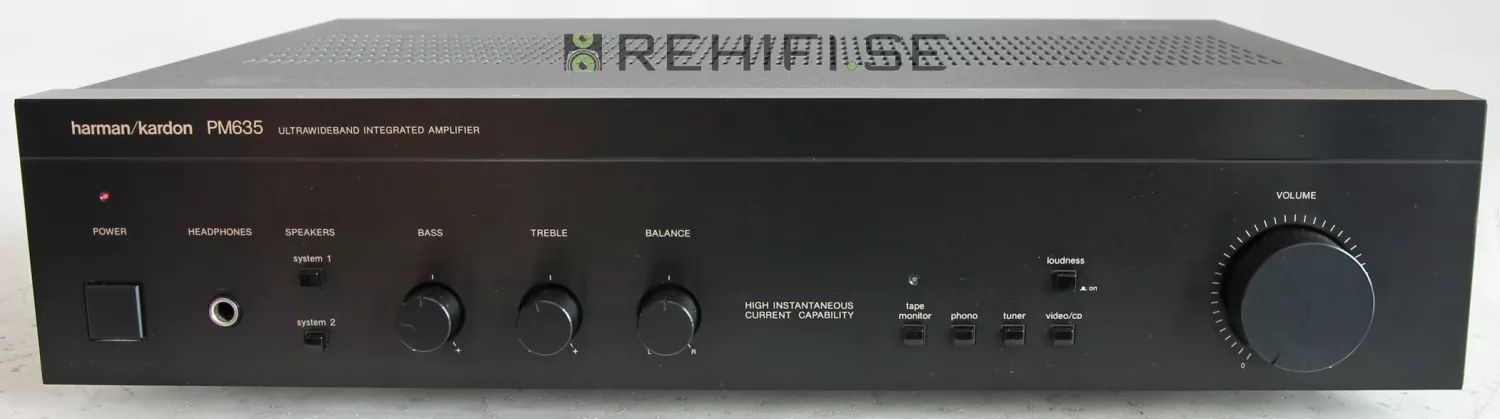 REHIFI.SE
harman/kardon PM635 ULTRAWIDEBAND INTEGRATED AMPLIFIER
VOLUME
POWER HEADPHONES SPEAKERS BASS TREBLE BALANCE
system 1
loudness
on
HIGH INSTANTANEOUS
CURRENT CAPABILITY
tape
monitor phono tuner video/CD
system 2
+ + L R
0